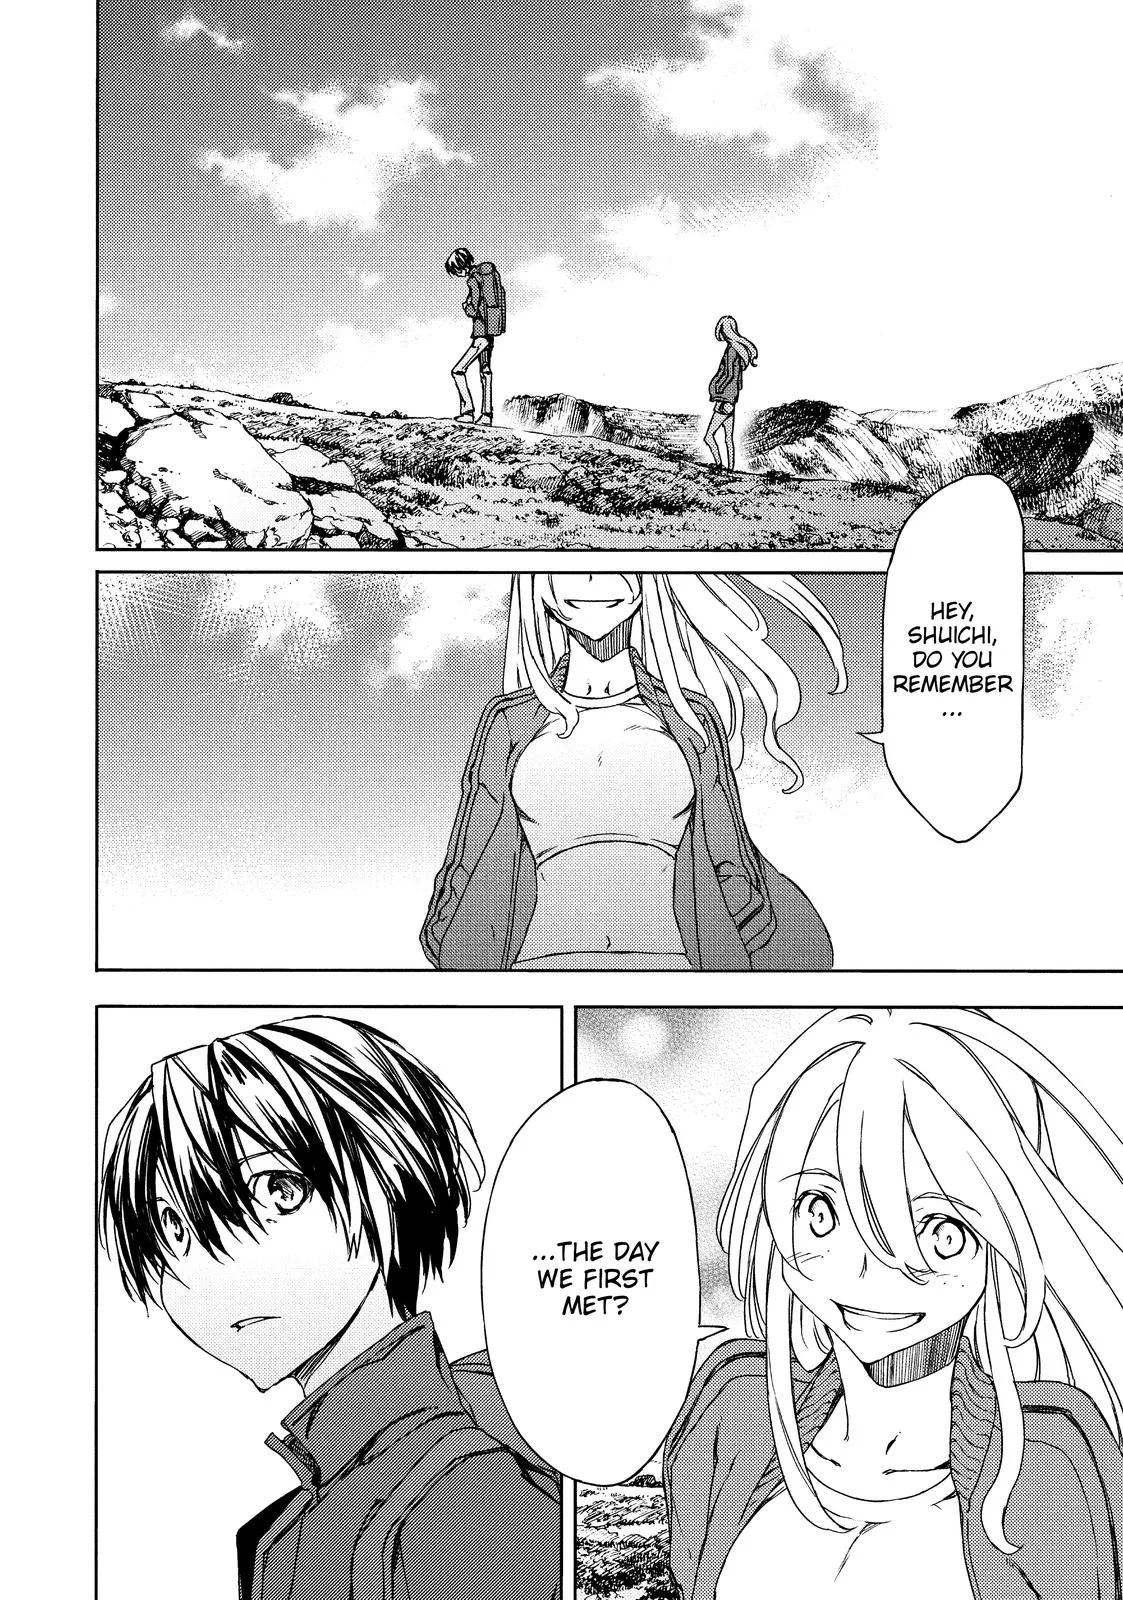 HEY,
SHUICHI,
DO YOU
REMEMBER
...
...THE DAY
WE FIRST
MET?